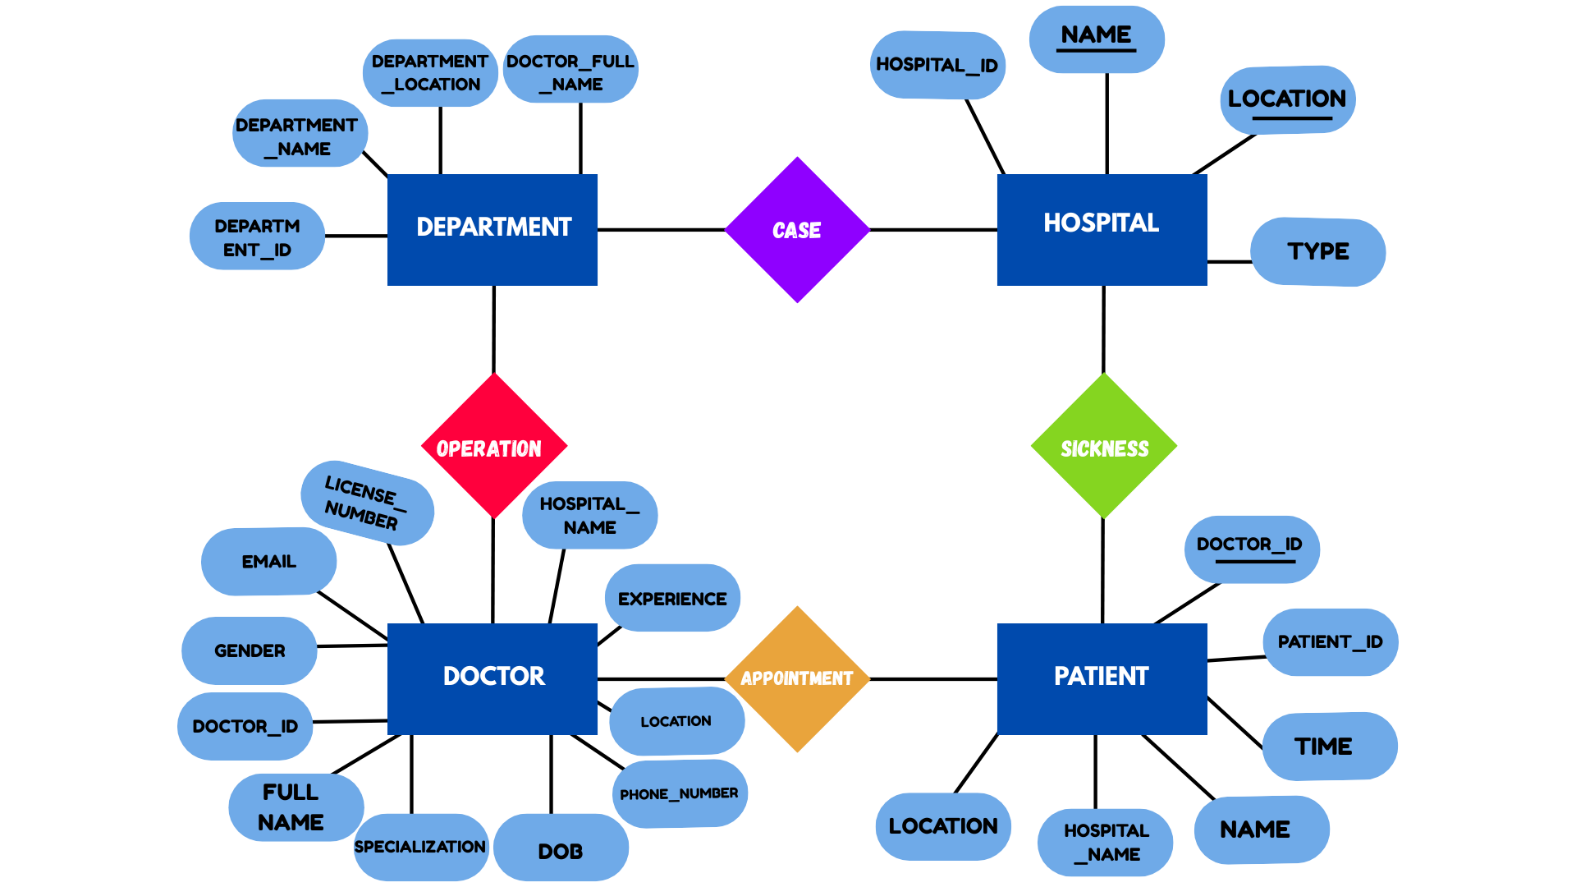 DEPARTMENT
_LOCATION
DOCTOR_FULL
_NAME
HOSPITAL_ID
NAME
LOCATION
DEPARTMENT
_NAME
DEPARTM
ENT_ID
DEPARTMENT
CASE
HOSPITAL
TYPE
OPERATION
SICKNESS
LICENSE_
NUMBER
HOSPITAL_
NAME
EMAIL
EXPERIENCE
DOCTOR_ID
GENDER
DOCTOR
APPOINTMENT
PATIENT
PATIENT_ID
DOCTOR_ID
LOCATION
TIME
FULL
NAME
PHONE_NUMBER
SPECIALIZATION
DOB
LOCATION
HOSPITAL
_NAME
NAME